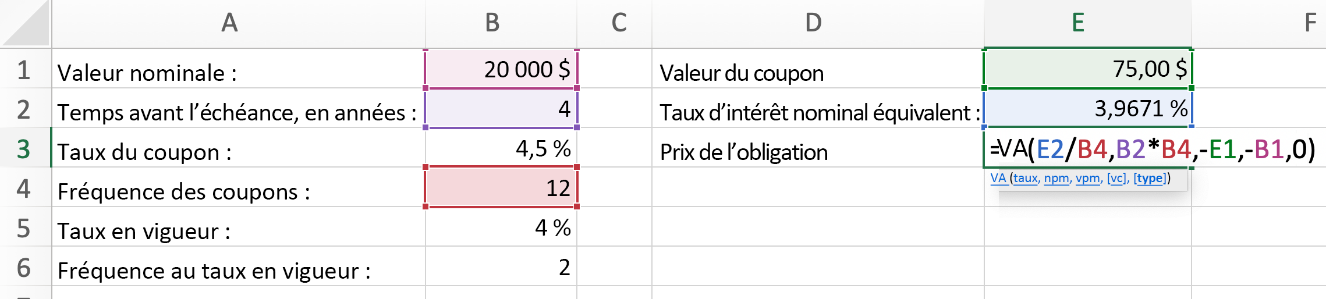 A B C D E F
1 Valeur nominale : 20 000 $ Valeur du coupon 75,00 $
2 Temps avant l’échéance, en années : 4 Taux d’intérêt nominal équivalent : 3,9671 %
3 Taux du coupon : 4,5 % Prix de l’obligation =VA(E2/B4,B2*B4,-E1,-B1,0)
VA (taux, npm, vpm, [vc], [type])
4 Fréquence des coupons : 12
5 Taux en vigueur : 4 %
6 Fréquence au taux en vigueur : 2